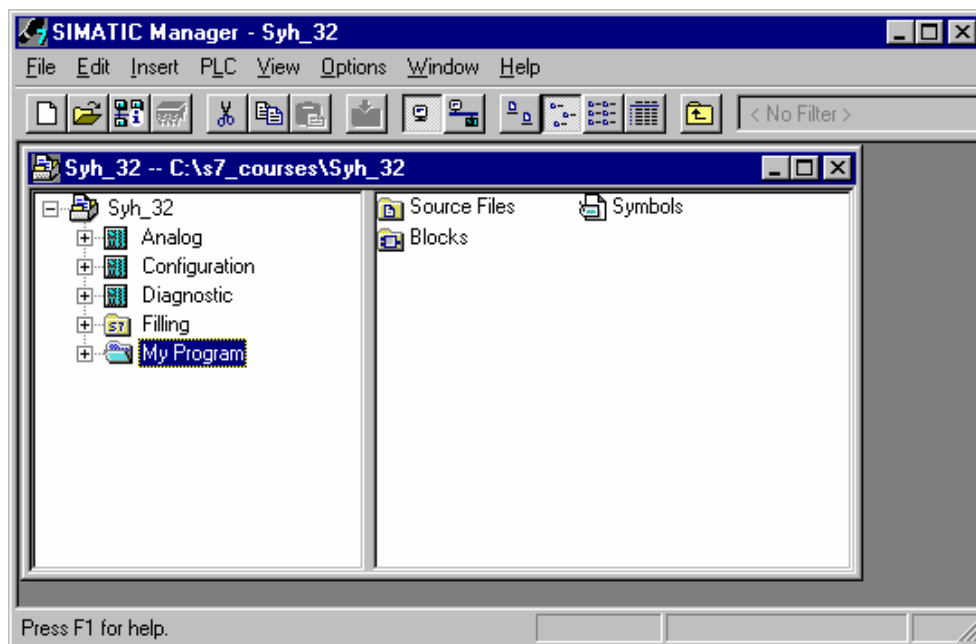 SIMATIC Manager - Syh_32
File Edit Insert PLC View Options Window Help
< No Filter >
Syh_32 -- C:\s7_courses\Syh_32
Syh_32
Analog
Configuration
Diagnostic
S7 Filling
My Program
Source Files Symbols
Blocks
Press F1 for help.